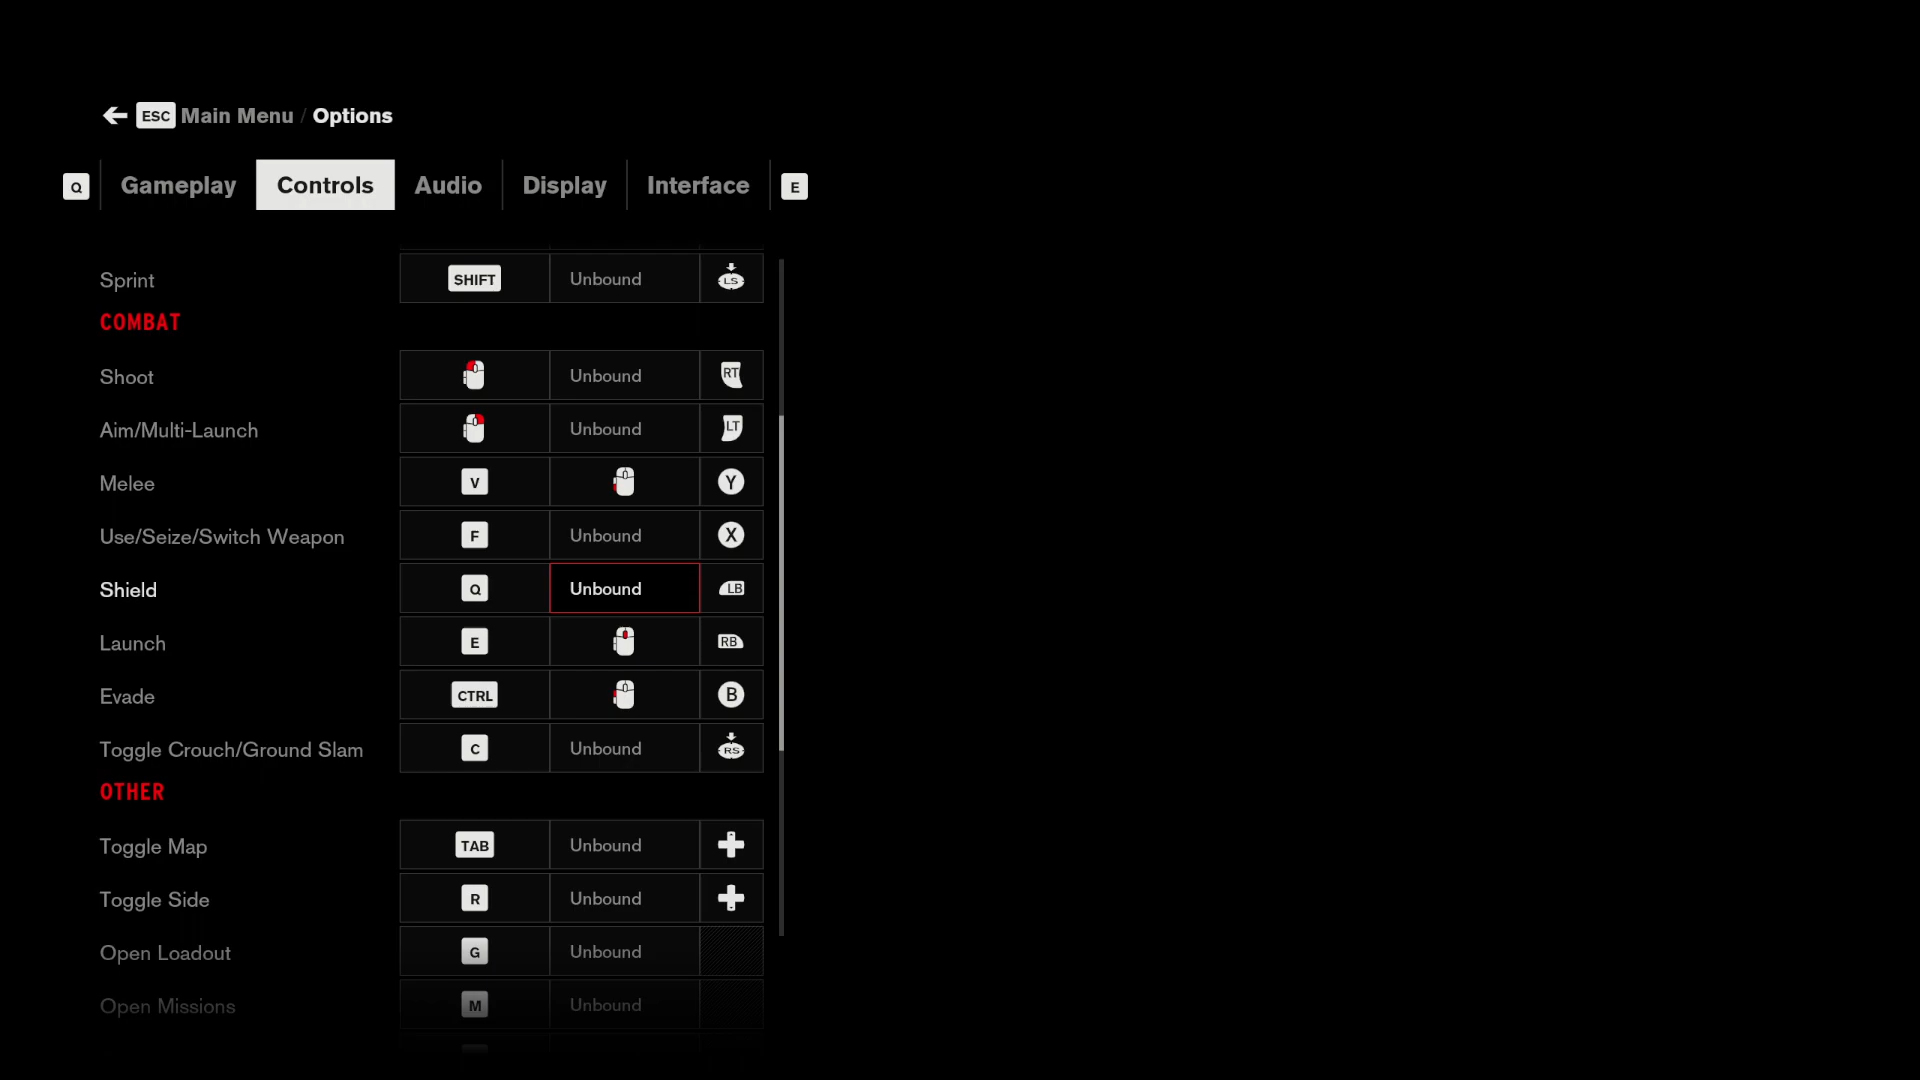 ESC Main Menu / Options
Q Gameplay Controls Audio Display Interface E
Sprint SHIFT Unbound LS
COMBAT
Shoot Unbound RT
Aim/Multi-Launch Unbound LT
Melee V Y
Use/Seize/Switch Weapon F Unbound X
Shield Q Unbound LB
Launch E RB
Evade CTRL B
Toggle Crouch/Ground Slam C Unbound RS
OTHER
Toggle Map TAB Unbound
Toggle Side R Unbound
Open Loadout G Unbound
Open Missions M Unbound